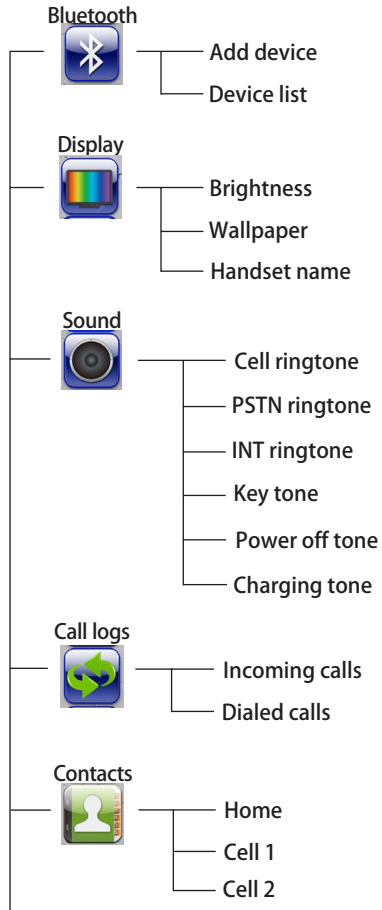 Bluetooth
Add device
Device list
Display
Brightness
Wallpaper
Handset name
Sound
Cell ringtone
PSTN ringtone
INT ringtone
Key tone
Power off tone
Charging tone
Call logs
Incoming calls
Dialed calls
Contacts
Home
Cell 1
Cell 2